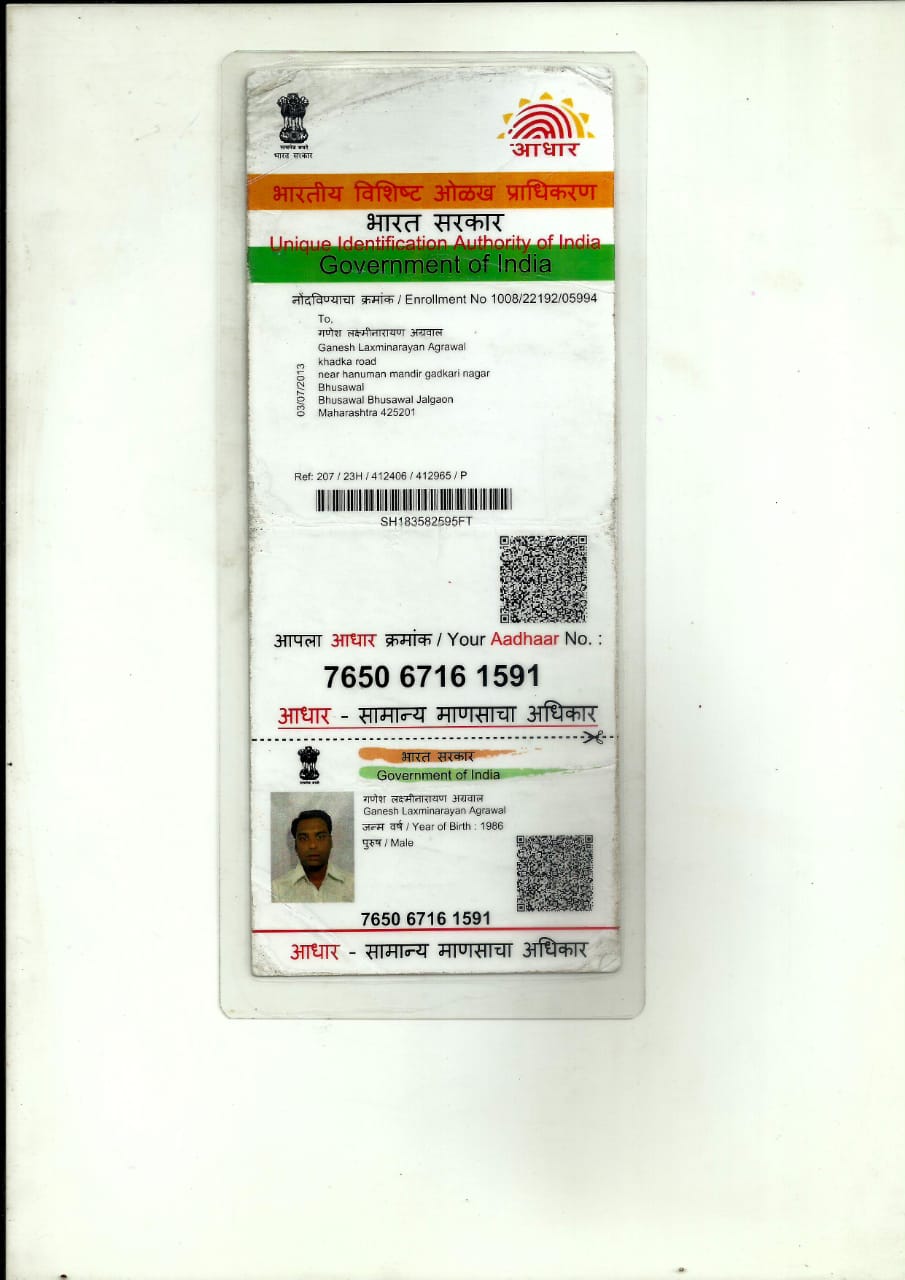 सत्यमेव जयते
भारत सरकार
आधार
भारतीय विशिष्ट ओळख प्राधिकरण
भारत सरकार
Unique Identification Authority of India
Government of India
नोंदविण्याचा क्रमांक / Enrollment No 1008/22192/05994
To,
गणेश लक्ष्मीनारायण अग्रवाल
Ganesh Laxminarayan Agrawal
khadka road
near hanuman mandir gadkari nagar
Bhusawal
Bhusawal Bhusawal Jalgaon
Maharashtra 425201
03/07/2013
Ref: 207 / 23H / 412406 / 412965 / P
SH183582595FT
आपला आधार क्रमांक / Your Aadhaar No. :
7650 6716 1591
आधार - सामान्य माणसाचा अधिकार
भारत सरकार
Government of India
गणेश लक्ष्मीनारायण अग्रवाल
Ganesh Laxminarayan Agrawal
जन्म वर्ष / Year of Birth : 1986
पुरुष / Male
7650 6716 1591
आधार - सामान्य माणसाचा अधिकार